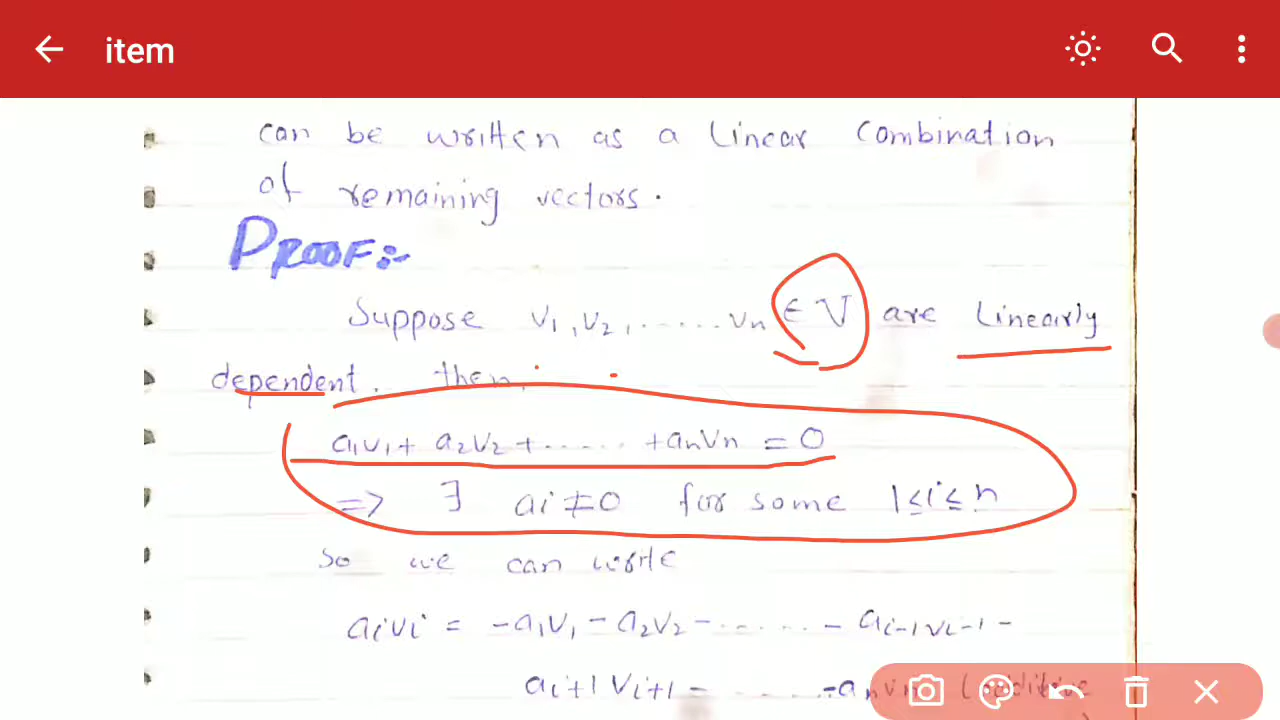 item
can be written as a Linear Combination
of remaining vectors.
PROOF:-
Suppose v1,v2,......vn ∈ V are Linearly
dependent. then,
a1v1+ a2v2+...... +anvn = 0
=> ∃ ai≠0 for some 1≤i≤n
So we can write
aivi = -a1v1-a2v2-.......- ai-1vi-1-
ai+1vi+1- .......-anvn (additive